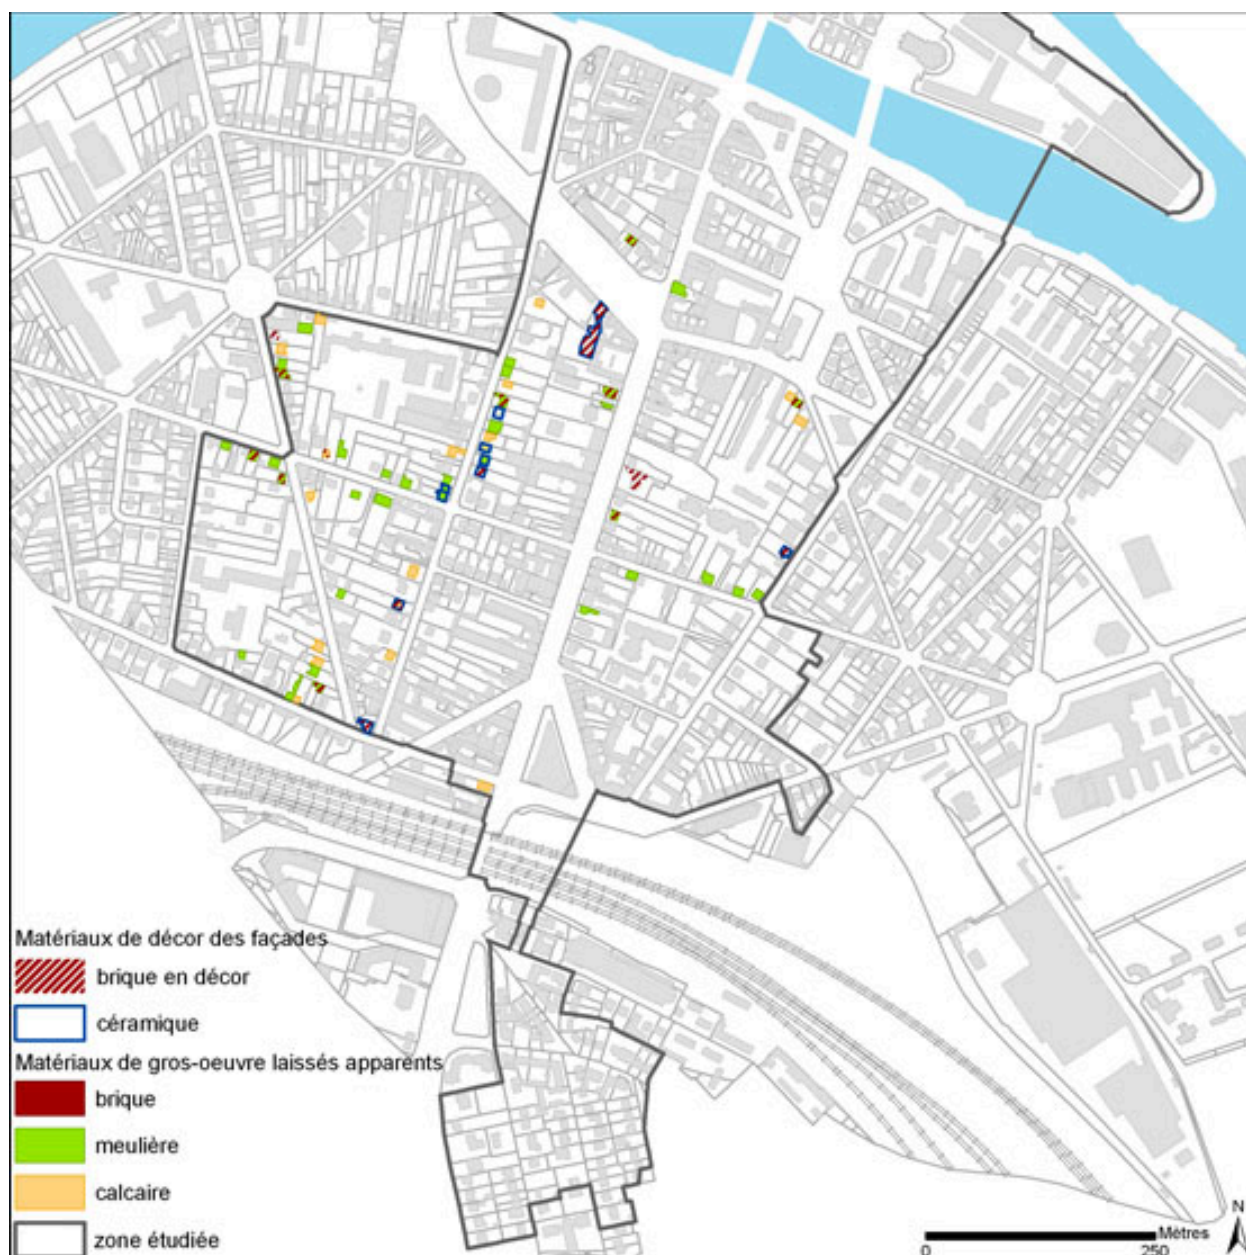 Matériaux de décor des façades
brique en décor
céramique
Matériaux de gros-oeuvre laissés apparents
brique
meulière
calcaire
zone étudiée
N
Mètres
0 250